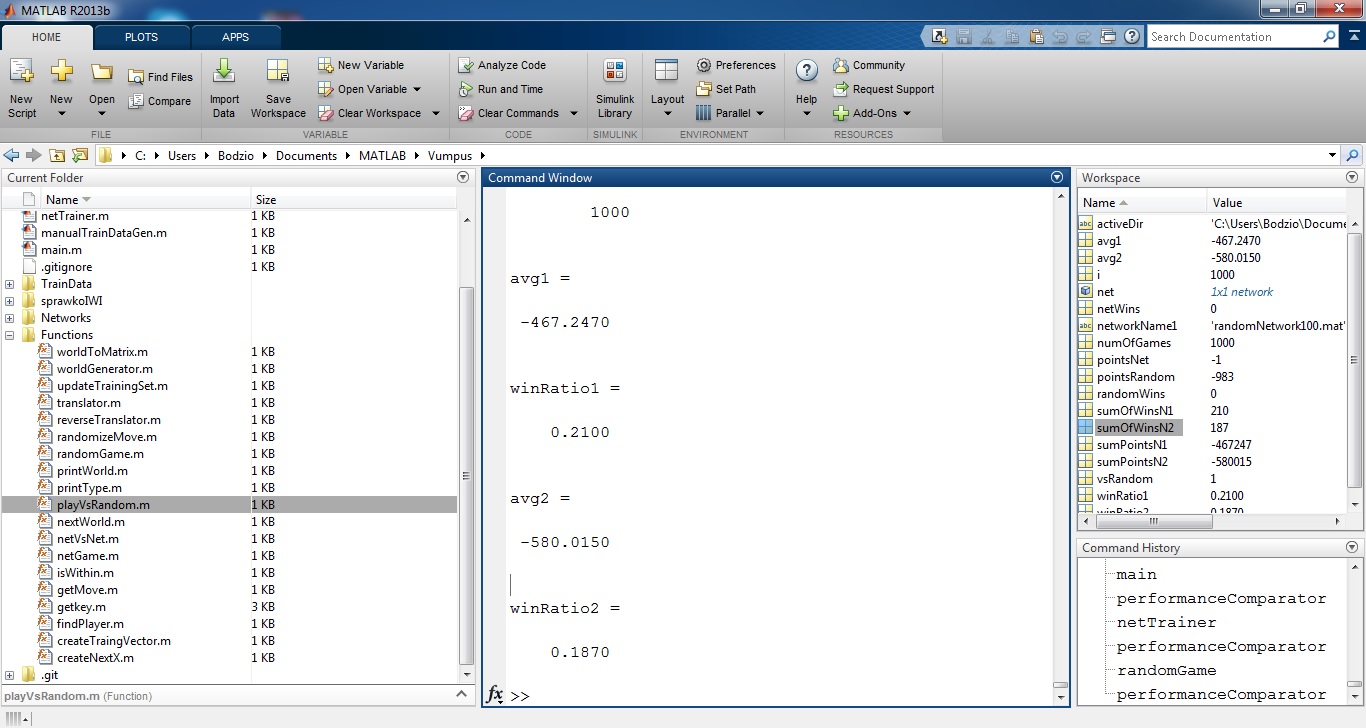 MATLAB R2013b
HOME PLOTS APPS
Search Documentation
New Script
New
Open
Find Files
Compare
FILE
Import Data
Save Workspace
New Variable
Open Variable
Clear Workspace
VARIABLE
Analyze Code
Run and Time
Clear Commands
CODE
Simulink Library
SIMULINK
Layout
Preferences
Set Path
Parallel
ENVIRONMENT
Help
Community
Request Support
Add-Ons
RESOURCES
C: Users Bodzio Documents MATLAB Vumpus
Current Folder
Name Size
netTrainer.m 1 KB
manualTrainDataGen.m 1 KB
main.m 1 KB
.gitignore 1 KB
TrainData
sprawkoIWI
Networks
Functions
worldToMatrix.m 1 KB
worldGenerator.m 1 KB
updateTrainingSet.m 1 KB
translator.m 1 KB
reverseTranslator.m 1 KB
randomizeMove.m 1 KB
randomGame.m 1 KB
printWorld.m 1 KB
printType.m 1 KB
playVsRandom.m 1 KB
nextWorld.m 1 KB
netVsNet.m 1 KB
netGame.m 1 KB
isWithin.m 1 KB
getMove.m 1 KB
getkey.m 3 KB
findPlayer.m 1 KB
createTraingVector.m 1 KB
createNextX.m 1 KB
.git
playVsRandom.m (Function)
Command Window
1000
avg1 =
-467.2470
winRatio1 =
0.2100
avg2 =
-580.0150
winRatio2 =
0.1870
fx >>
Workspace
Name Value
abc activeDir 'C:\Users\Bodzio\Docume
avg1 -467.2470
avg2 -580.0150
i 1000
net 1x1 network
netWins 0
abc networkName1 'randomNetwork100.mat'
numOfGames 1000
pointsNet -1
pointsRandom -983
randomWins 0
sumOfWinsN1 210
sumOfWinsN2 187
sumPointsN1 -467247
sumPointsN2 -580015
vsRandom 1
winRatio1 0.2100
winRatio2 0.1870
Command History
main
performanceComparator
netTrainer
performanceComparator
randomGame
performanceComparator